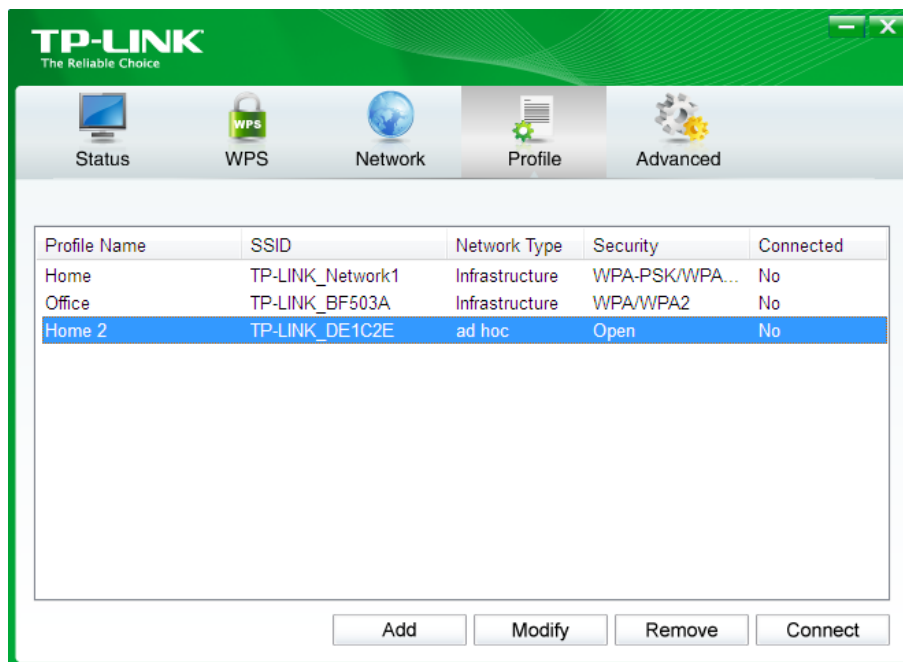 TP-LINK
The Reliable Choice
WPS
Status WPS Network Profile Advanced
Profile Name SSID Network Type Security Connected
Home TP-LINK_Network1 Infrastructure WPA-PSK/WPA... No
Office TP-LINK_BF503A Infrastructure WPA/WPA2 No
Home 2 TP-LINK_DE1C2E ad hoc Open No
Add Modify Remove Connect